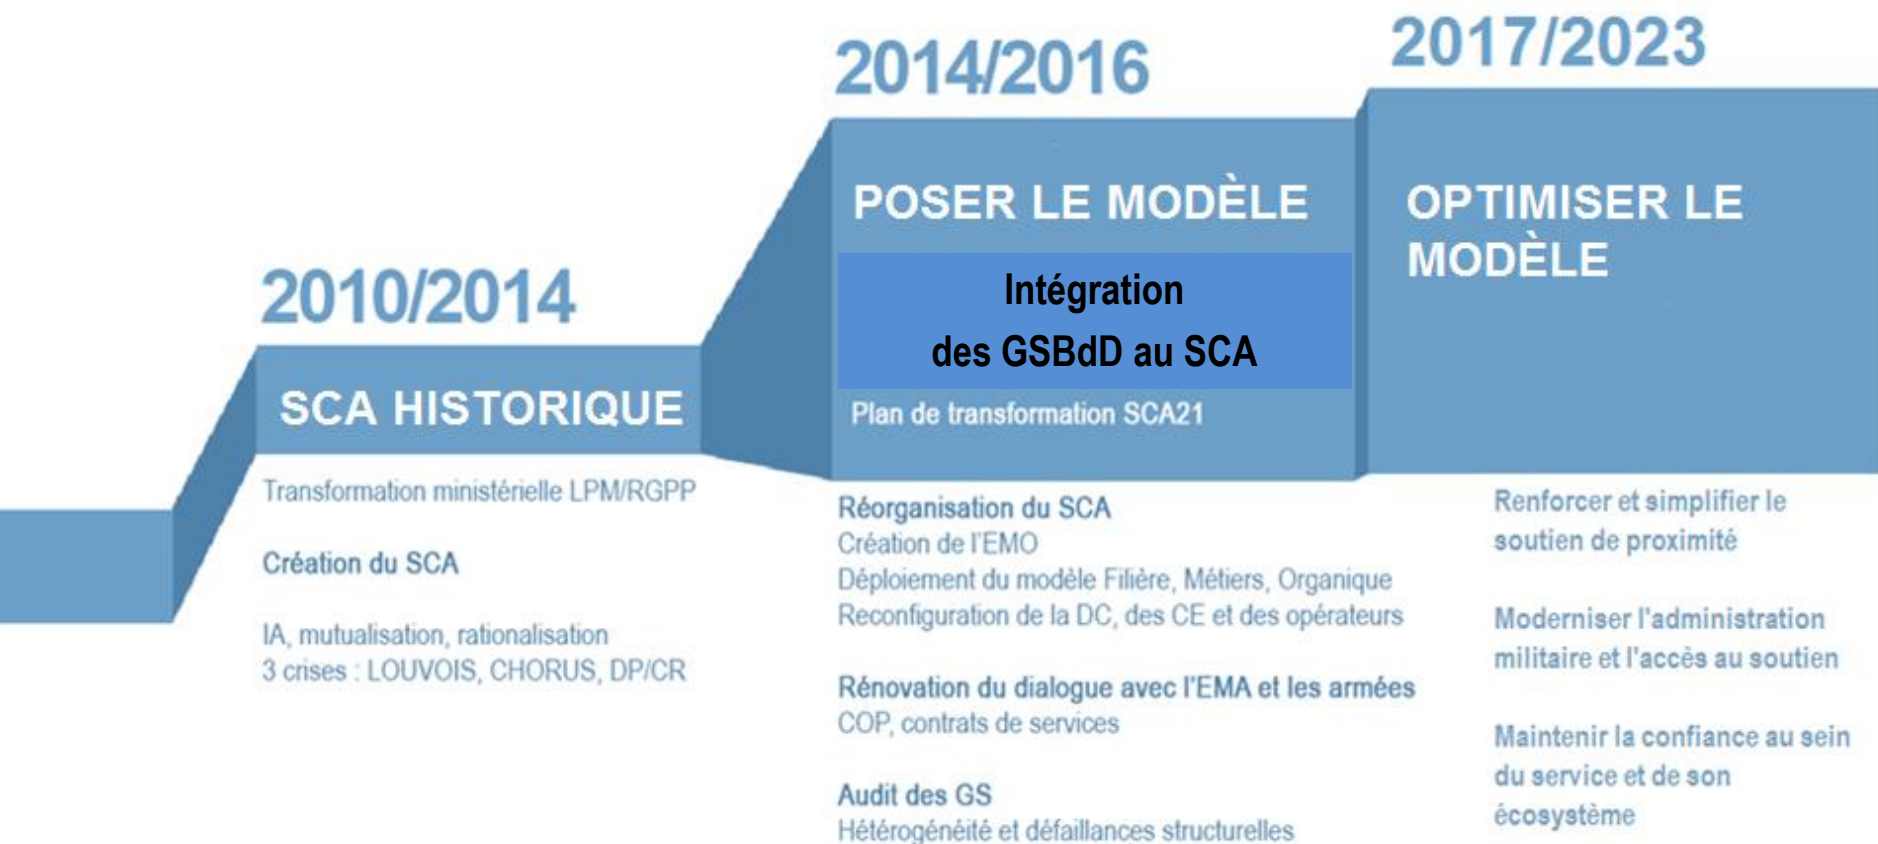 2010/2014
SCA HISTORIQUE
Transformation ministérielle LPM/RGPP
Création du SCA
IA, mutualisation, rationalisation
3 crises : LOUVOIS, CHORUS, DP/CR
2014/2016
POSER LE MODÈLE
Intégration
des GSBdD au SCA
Plan de transformation SCA21
Réorganisation du SCA
Création de l'EMO
Déploiement du modèle Filière, Métiers, Organique
Reconfiguration de la DC, des CE et des opérateurs
Rénovation du dialogue avec l'EMA et les armées
COP, contrats de services
Audit des GS
Hétérogénéité et défaillances structurelles
2017/2023
OPTIMISER LE
MODÈLE
Renforcer et simplifier le
soutien de proximité
Moderniser l'administration
militaire et l'accès au soutien
Maintenir la confiance au sein
du service et de son
écosystème